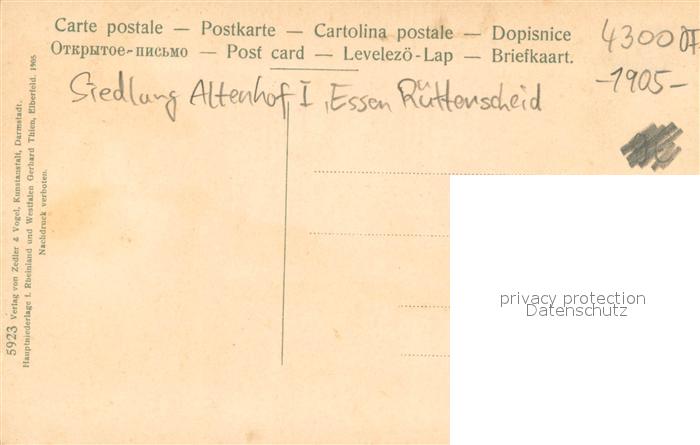 Carte postale — Postkarte — Cartolina postale — Dopisnice
Открытое-письмо — Post card — Levelező-Lap — Briefkaart.
4300
-1905-
Siedlung Altenhof I, Essen Rüttenscheid
5923 Verlag von Zedler & Vogel, Kunstanstalt, Darmstadt.
Hauptniederlage f. Rheinland und Westfalen Gerhard Thien, Elberfeld. 1905
Nachdruck verboten.
privacy protection
Datenschutz